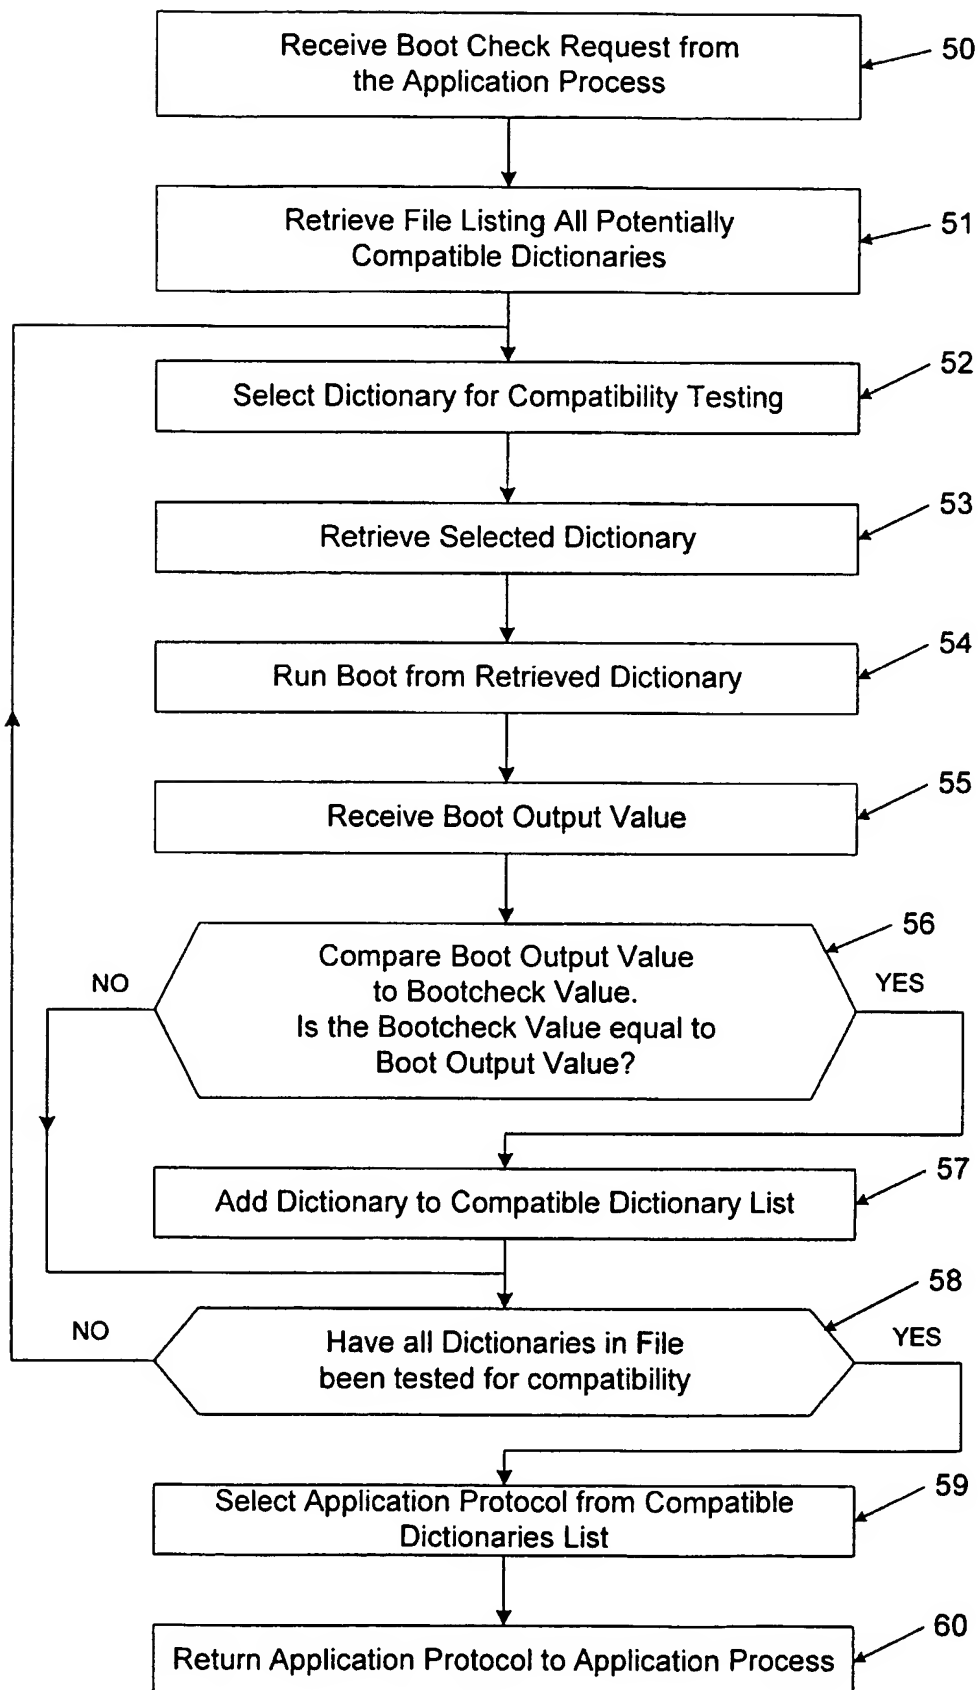 Receive Boot Check Request from
the Application Process
50
Retrieve File Listing All Potentially
Compatible Dictionaries
51
Select Dictionary for Compatibility Testing
52
Retrieve Selected Dictionary
53
Run Boot from Retrieved Dictionary
54
Receive Boot Output Value
55
Compare Boot Output Value
to Bootcheck Value.
Is the Bootcheck Value equal to
Boot Output Value?
56
NO
YES
Add Dictionary to Compatible Dictionary List
57
Have all Dictionaries in File
been tested for compatibility
58
NO
YES
Select Application Protocol from Compatible
Dictionaries List
59
Return Application Protocol to Application Process
60